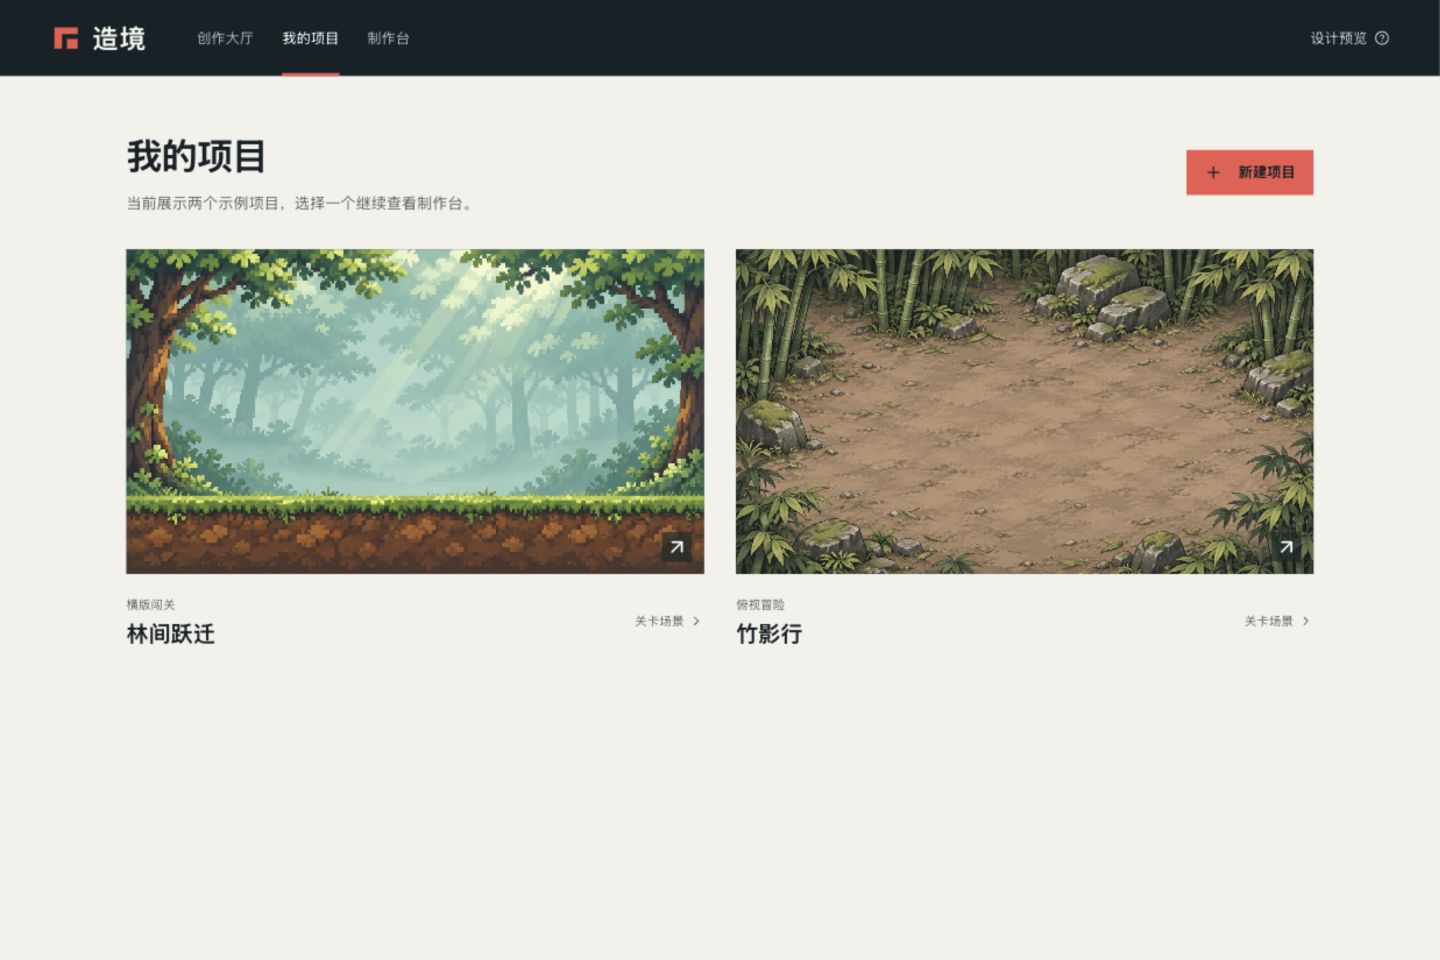 造境
创作大厅
我的项目
制作台
设计预览
我的项目
当前展示两个示例项目，选择一个继续查看制作台。
新建项目
横版闯关
林间跃迁
关卡场景
俯视冒险
竹影行
关卡场景